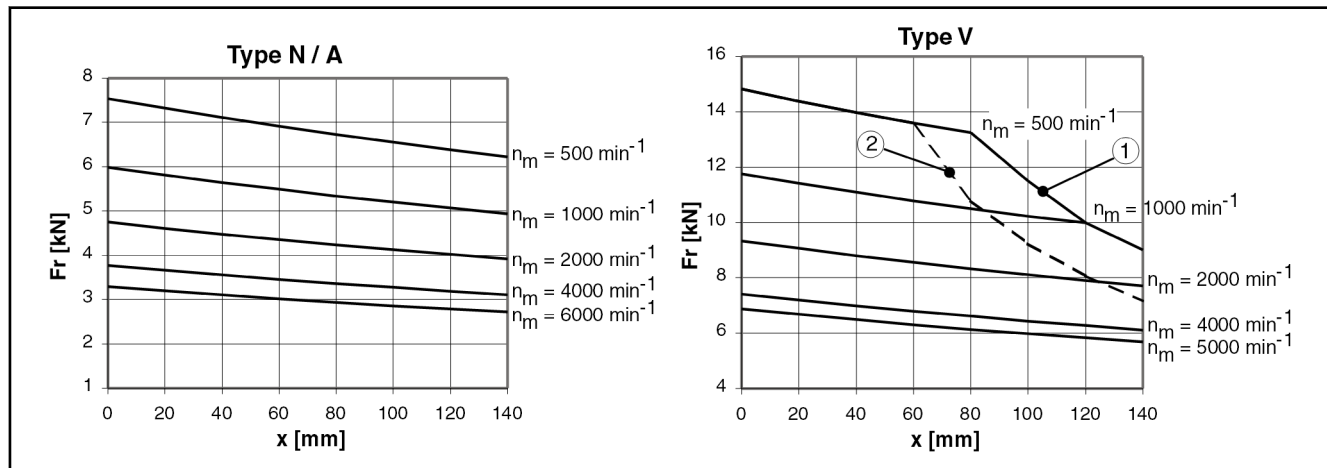 Type N / A
8
7
6
5
4
3
2
1
Fr [kN]
0 20 40 60 80 100 120 140
x [mm]
n_m = 500 min⁻¹
n_m = 1000 min⁻¹
n_m = 2000 min⁻¹
n_m = 4000 min⁻¹
n_m = 6000 min⁻¹
Type V
16
14
12
10
8
6
4
Fr [kN]
0 20 40 60 80 100 120 140
x [mm]
n_m = 500 min⁻¹
②
①
n_m = 1000 min⁻¹
n_m = 2000 min⁻¹
n_m = 4000 min⁻¹
n_m = 5000 min⁻¹